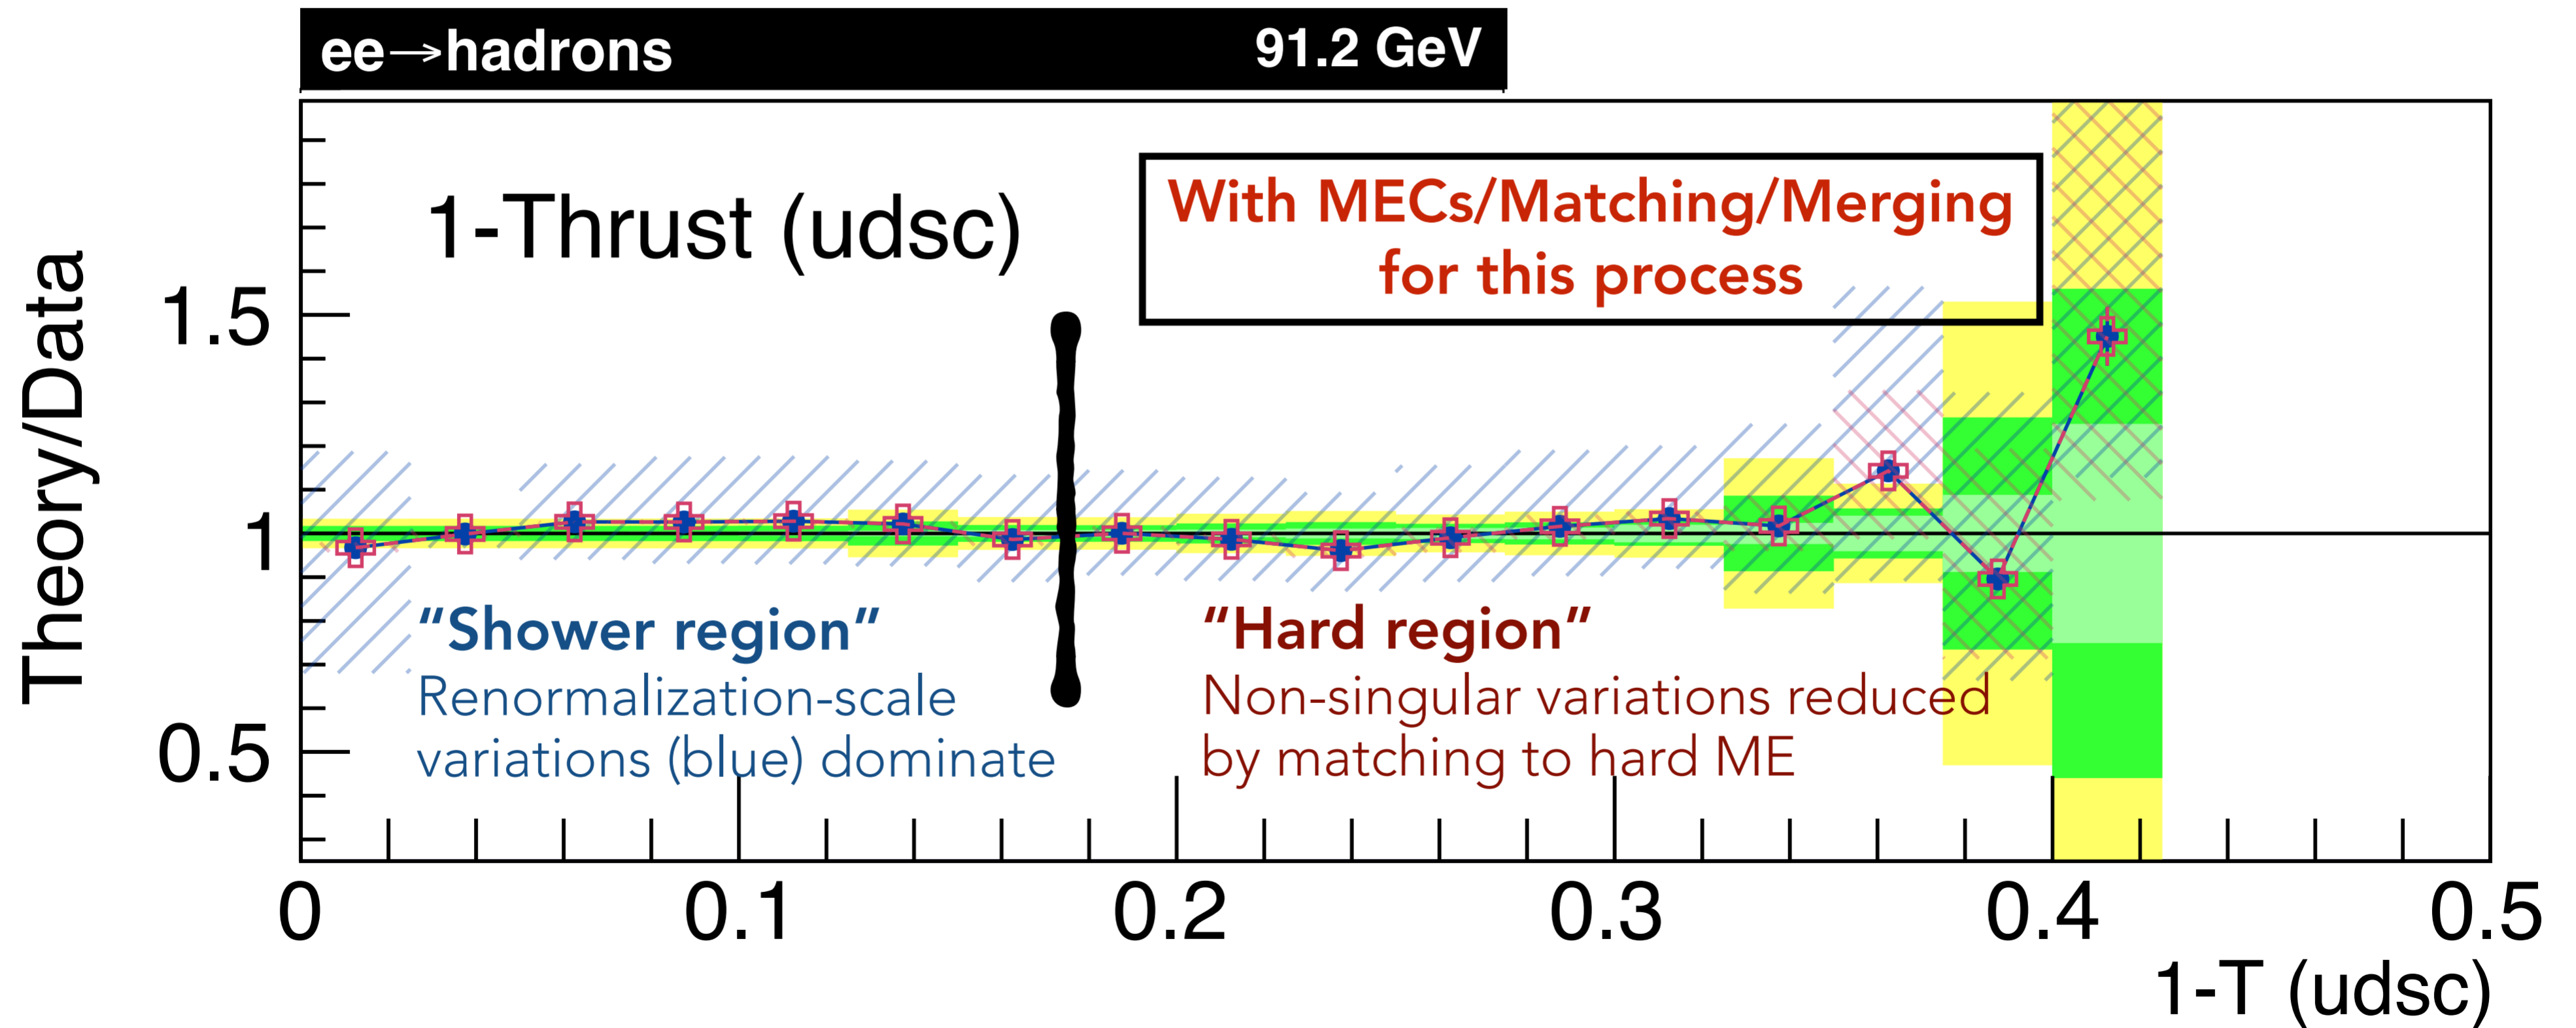 ee→hadrons 91.2 GeV
1-Thrust (udsc)
With MECs/Matching/Merging
for this process
Theory/Data
1.5
1
0.5
“Shower region”
Renormalization-scale
variations (blue) dominate
“Hard region”
Non-singular variations reduced
by matching to hard ME
0 0.1 0.2 0.3 0.4 0.5
1-T (udsc)